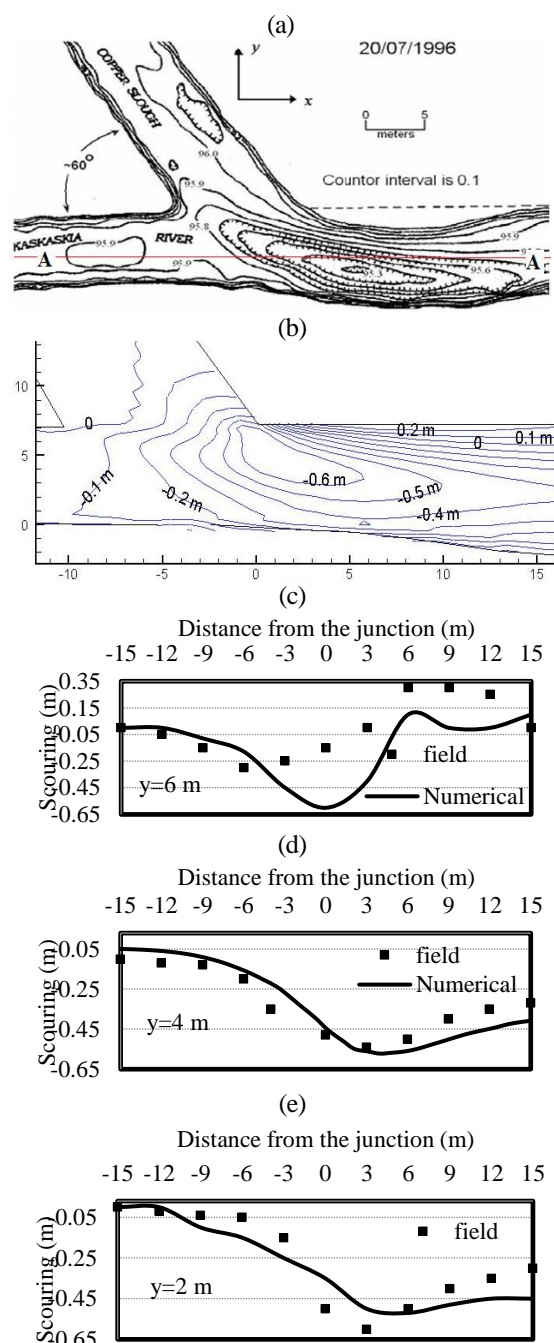 (a)
20/07/1996
y
x
COPPER SLOUGH
0 5
meters
~60°
96.0
95.9
Countor interval is 0.1
95.8
95.9
KASKASKIA RIVER
95.9
A
A
95.9
95.3
95.6
(b)
10
5
0
0
-0.1 m
-0.2 m
-0.6 m
-0.5 m
-0.4 m
0.2 m
0
0.1 m
-10 -5 0 5 10 15
(c)
Distance from the junction (m)
-15 -12 -9 -6 -3 0 3 6 9 12 15
Scouring (m)
0.35
0.15
-0.05
-0.25
-0.45
-0.65
y=6 m
field
Numerical
(d)
Distance from the junction (m)
-15 -12 -9 -6 -3 0 3 6 9 12 15
Scouring (m)
-0.05
-0.25
-0.45
-0.65
y=4 m
field
Numerical
(e)
Distance from the junction (m)
-15 -12 -9 -6 -3 0 3 6 9 12 15
Scouring (m)
-0.05
-0.25
-0.45
-0.65
y=2 m
field